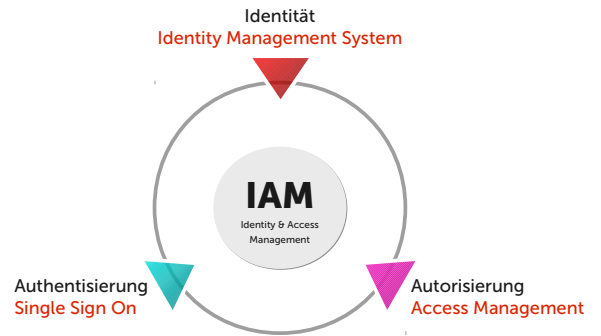 Identität
Identity Management System
IAM
Identity & Access
Management
Authentisierung
Single Sign On
Autorisierung
Access Management